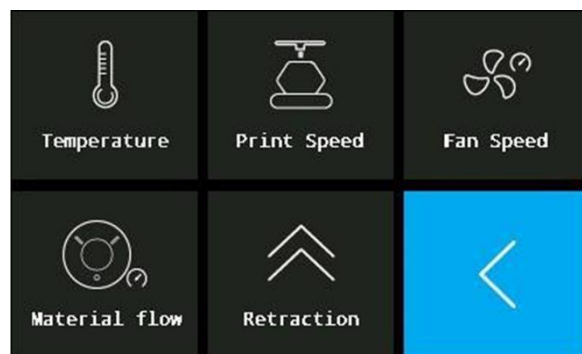 Temperature
Print Speed
Fan Speed
Material flow
Retraction